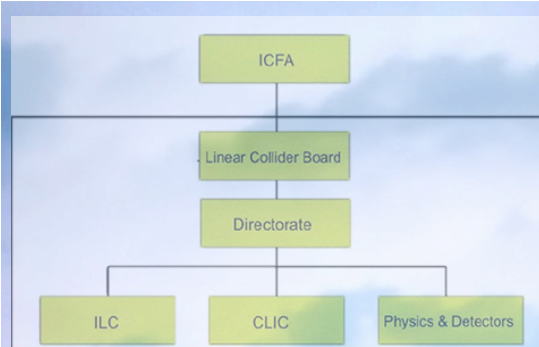 ICFA
Linear Collider Board
Directorate
ILC
CLIC
Physics & Detectors